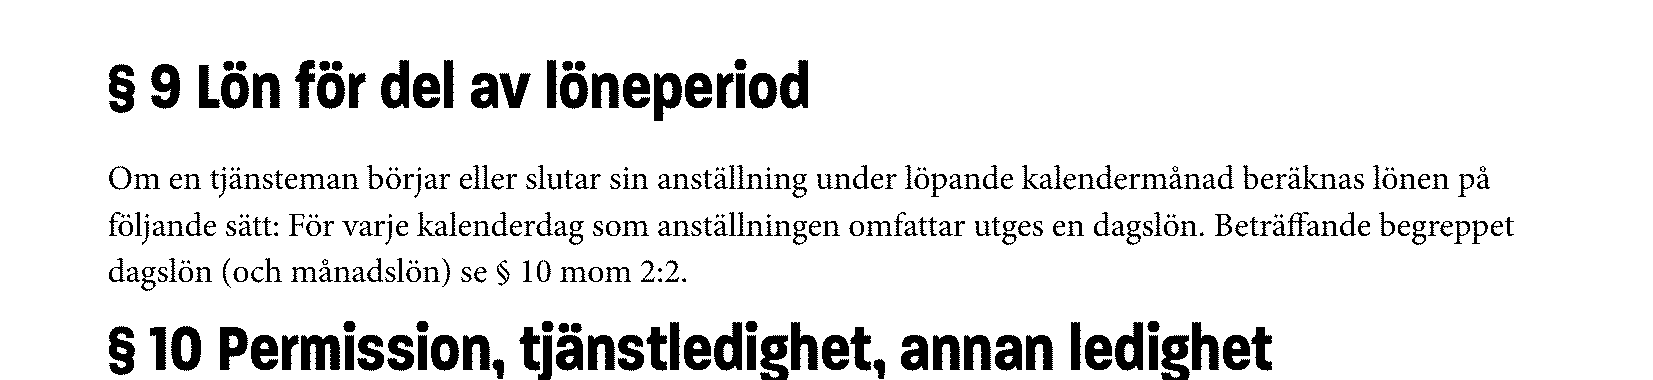 § 9 Lön för del av löneperiod
Om en tjänsteman börjar eller slutar sin anställning under löpande kalendermånad beräknas lönen på
följande sätt: För varje kalenderdag som anställningen omfattar utges en dagslön. Beträffande begreppet
dagslön (och månadslön) se § 10 mom 2:2.
§ 10 Permission, tjänstledighet, annan ledighet